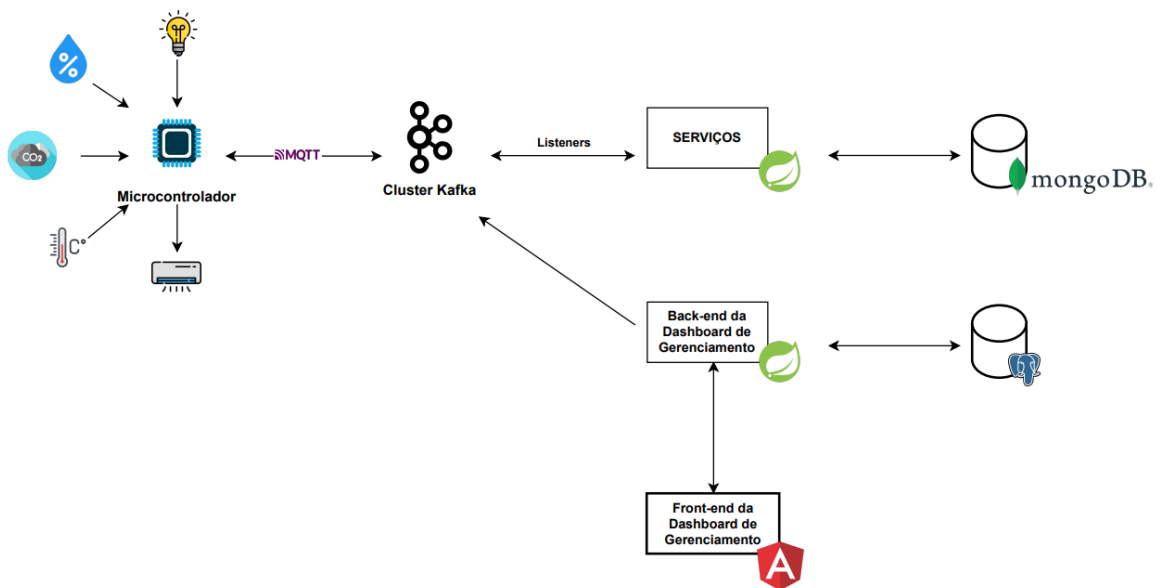 %
CO2
C°
Microcontrolador
MQTT
Cluster Kafka
Listeners
SERVIÇOS
mongoDB®
Back-end da
Dashboard de
Gerenciamento
Front-end da
Dashboard de
Gerenciamento
A